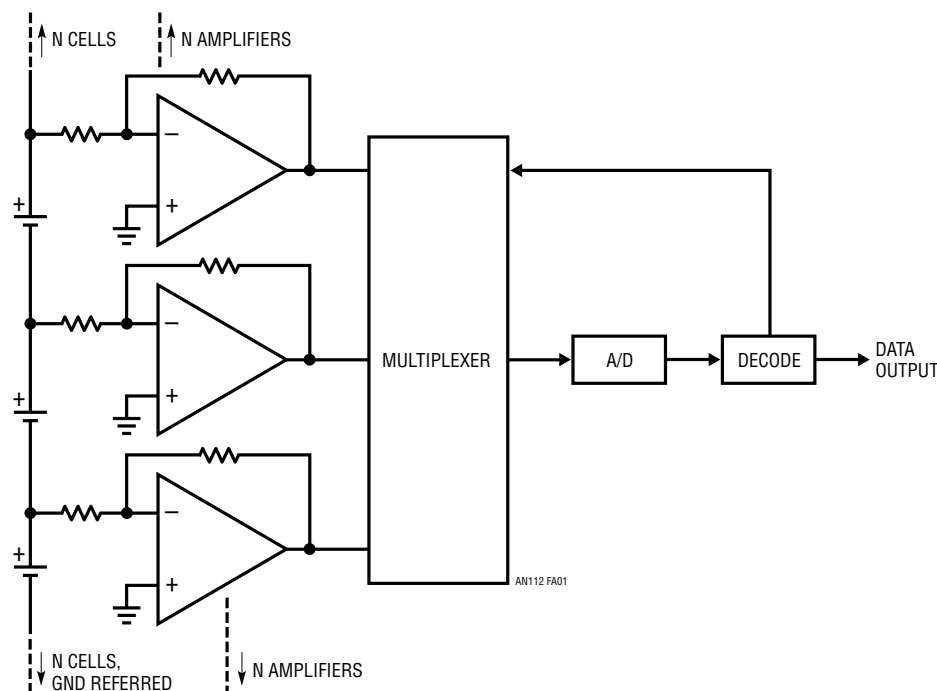 N CELLS
N AMPLIFIERS
−
+
+
−
+
+
−
+
+
MULTIPLEXER
A/D
DECODE
DATA
OUTPUT
AN112 FA01
N CELLS,
GND REFERRED
N AMPLIFIERS